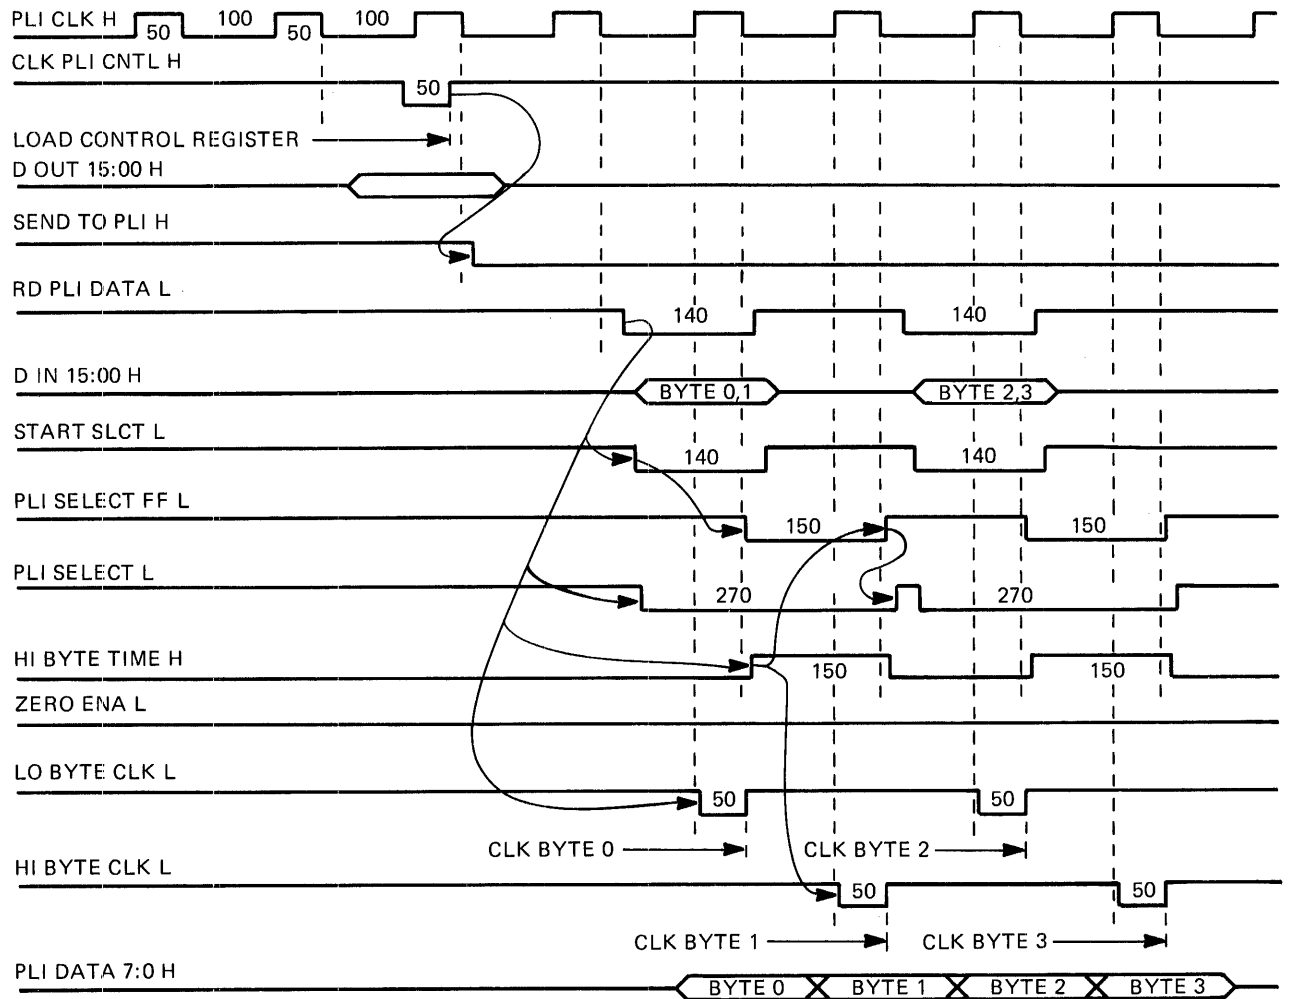 PLI CLK H 50 100 50 100
CLK PLI CNTL H
50
LOAD CONTROL REGISTER
D OUT 15:00 H
SEND TO PLI H
RD PLI DATA L
140 140
D IN 15:00 H
BYTE 0,1 BYTE 2,3
START SLCT L
140 140
PLI SELECT FF L
150 150
PLI SELECT L
270 270
HI BYTE TIME H
150 150
ZERO ENA L
LO BYTE CLK L
50 50
CLK BYTE 0 CLK BYTE 2
HI BYTE CLK L
50 50
CLK BYTE 1 CLK BYTE 3
PLI DATA 7:0 H
BYTE 0 BYTE 1 BYTE 2 BYTE 3